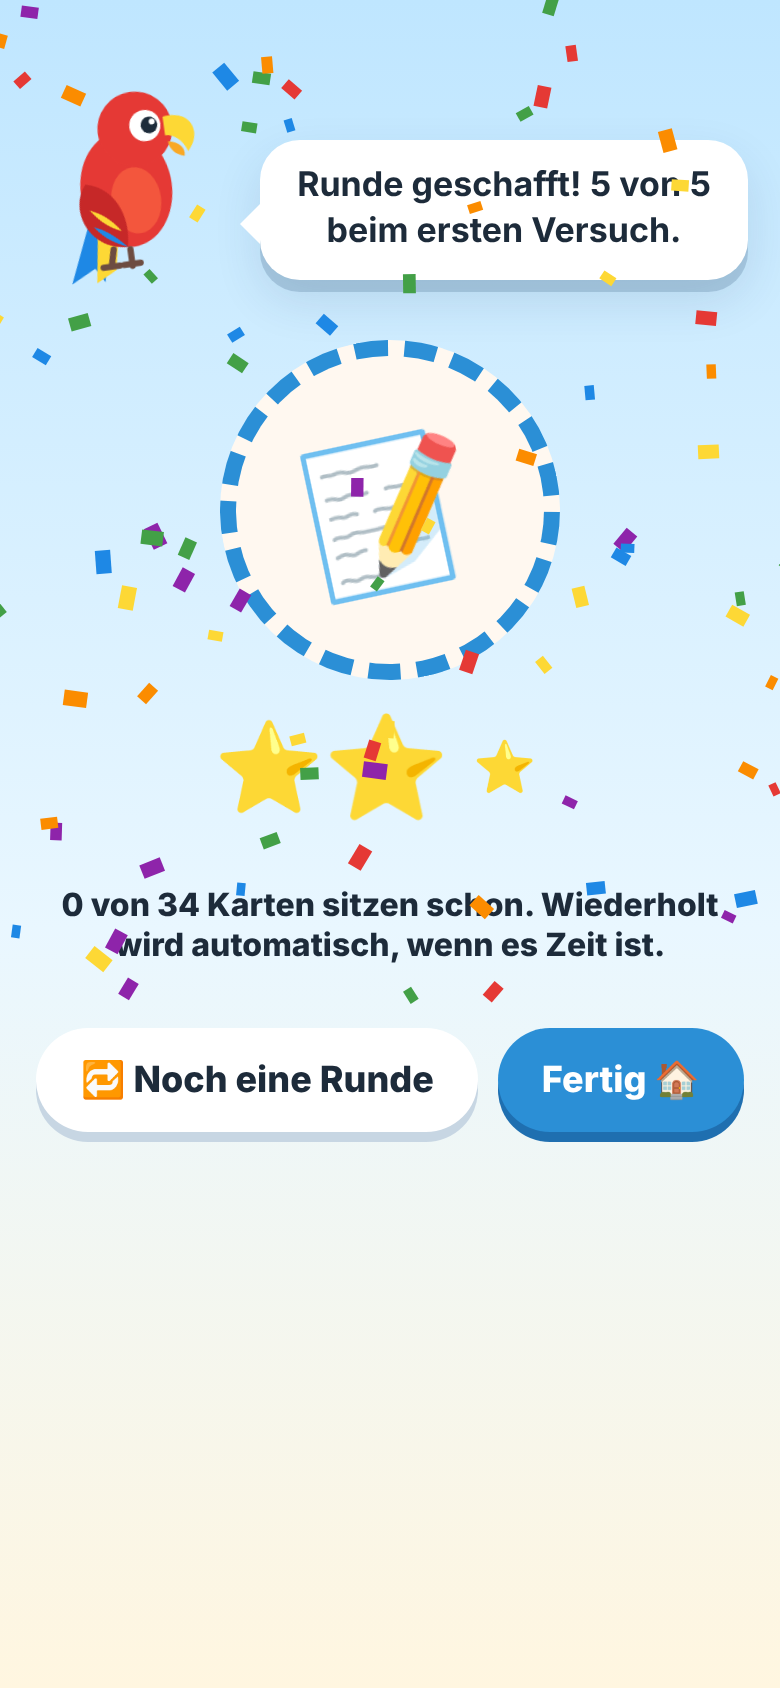 Runde geschafft! 5 von 5
beim ersten Versuch.
0 von 34 Karten sitzen schon. Wiederholt
wird automatisch, wenn es Zeit ist.
Noch eine Runde
Fertig